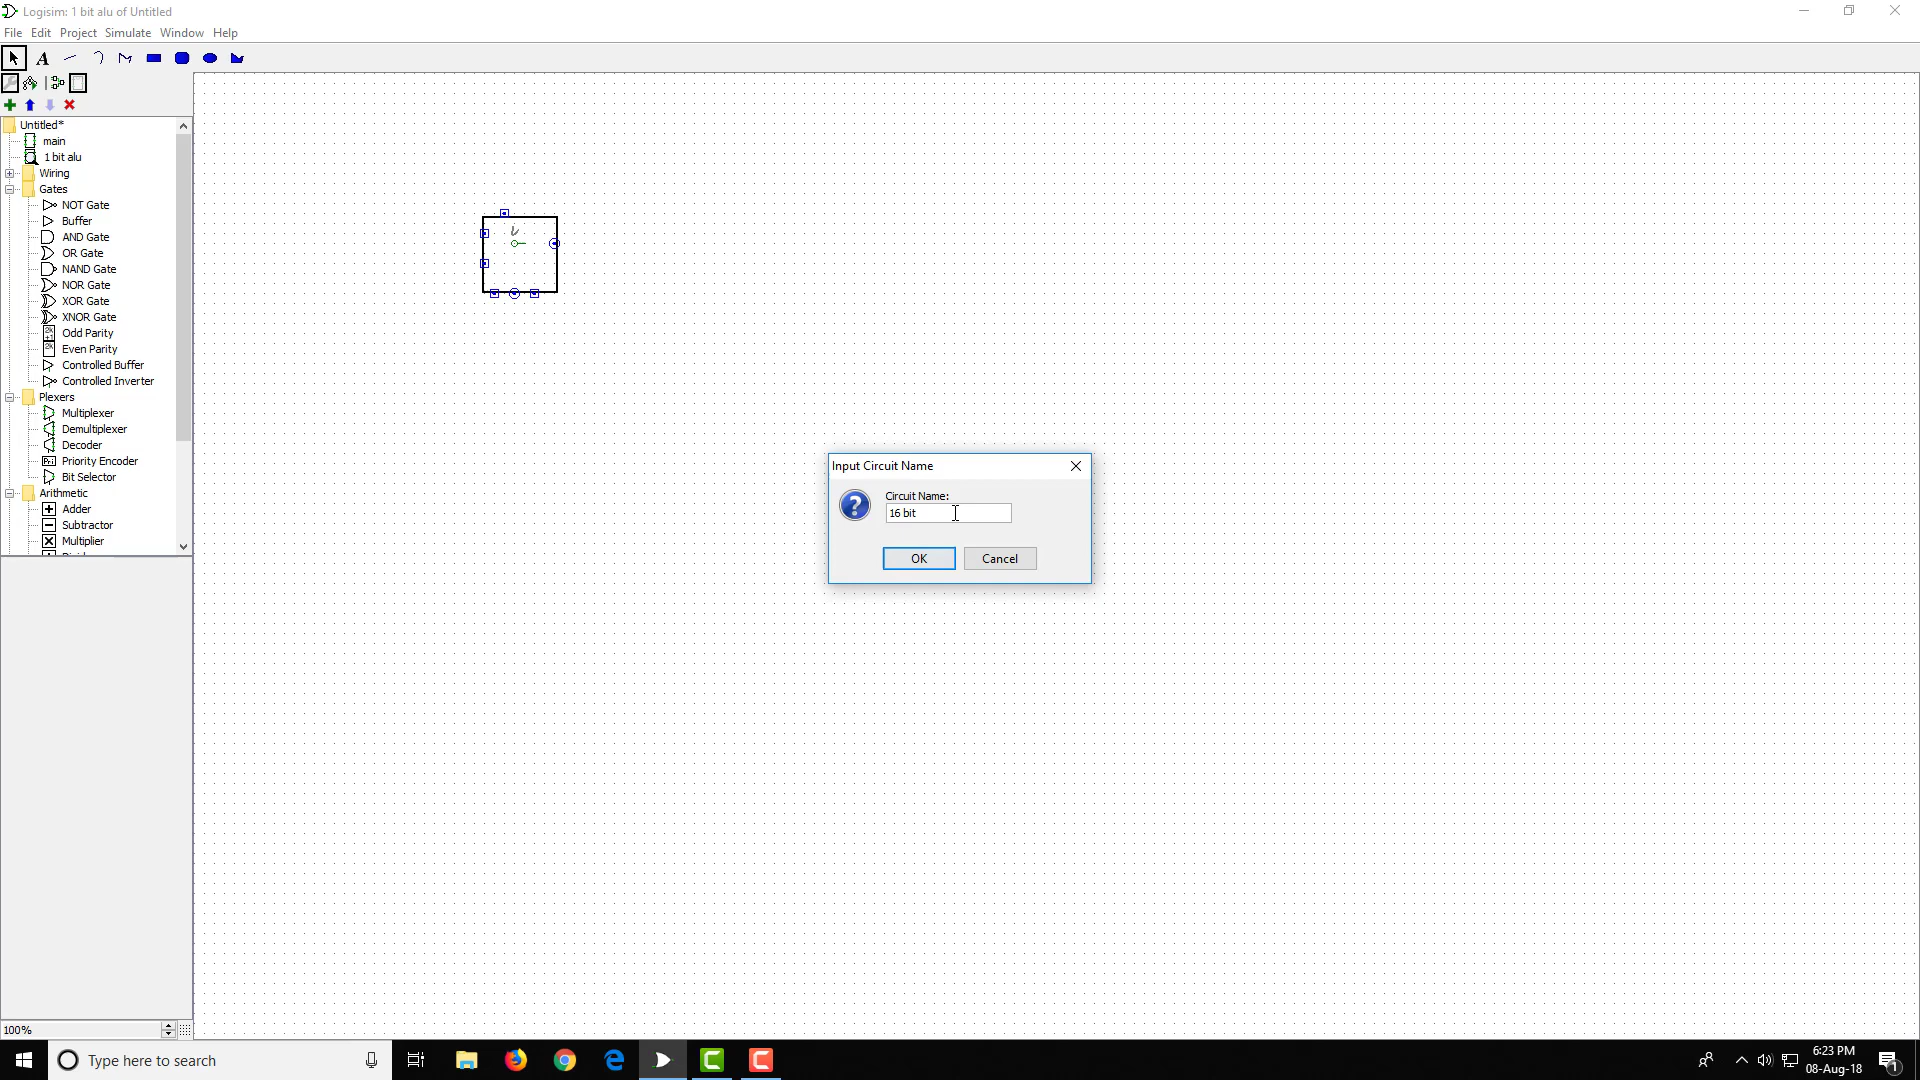 Logisim: 1 bit alu of Untitled
File Edit Project Simulate Window Help
A
Untitled*
main
1 bit alu
Wiring
Gates
NOT Gate
Buffer
AND Gate
OR Gate
NAND Gate
NOR Gate
XOR Gate
XNOR Gate
Odd Parity
Even Parity
Controlled Buffer
Controlled Inverter
Plexers
Multiplexer
Demultiplexer
Decoder
Pri Priority Encoder
Bit Selector
Arithmetic
Adder
Subtractor
Multiplier
Input Circuit Name
Circuit Name:
16 bit
OK Cancel
100%
Type here to search
6:23 PM
08-Aug-18
1